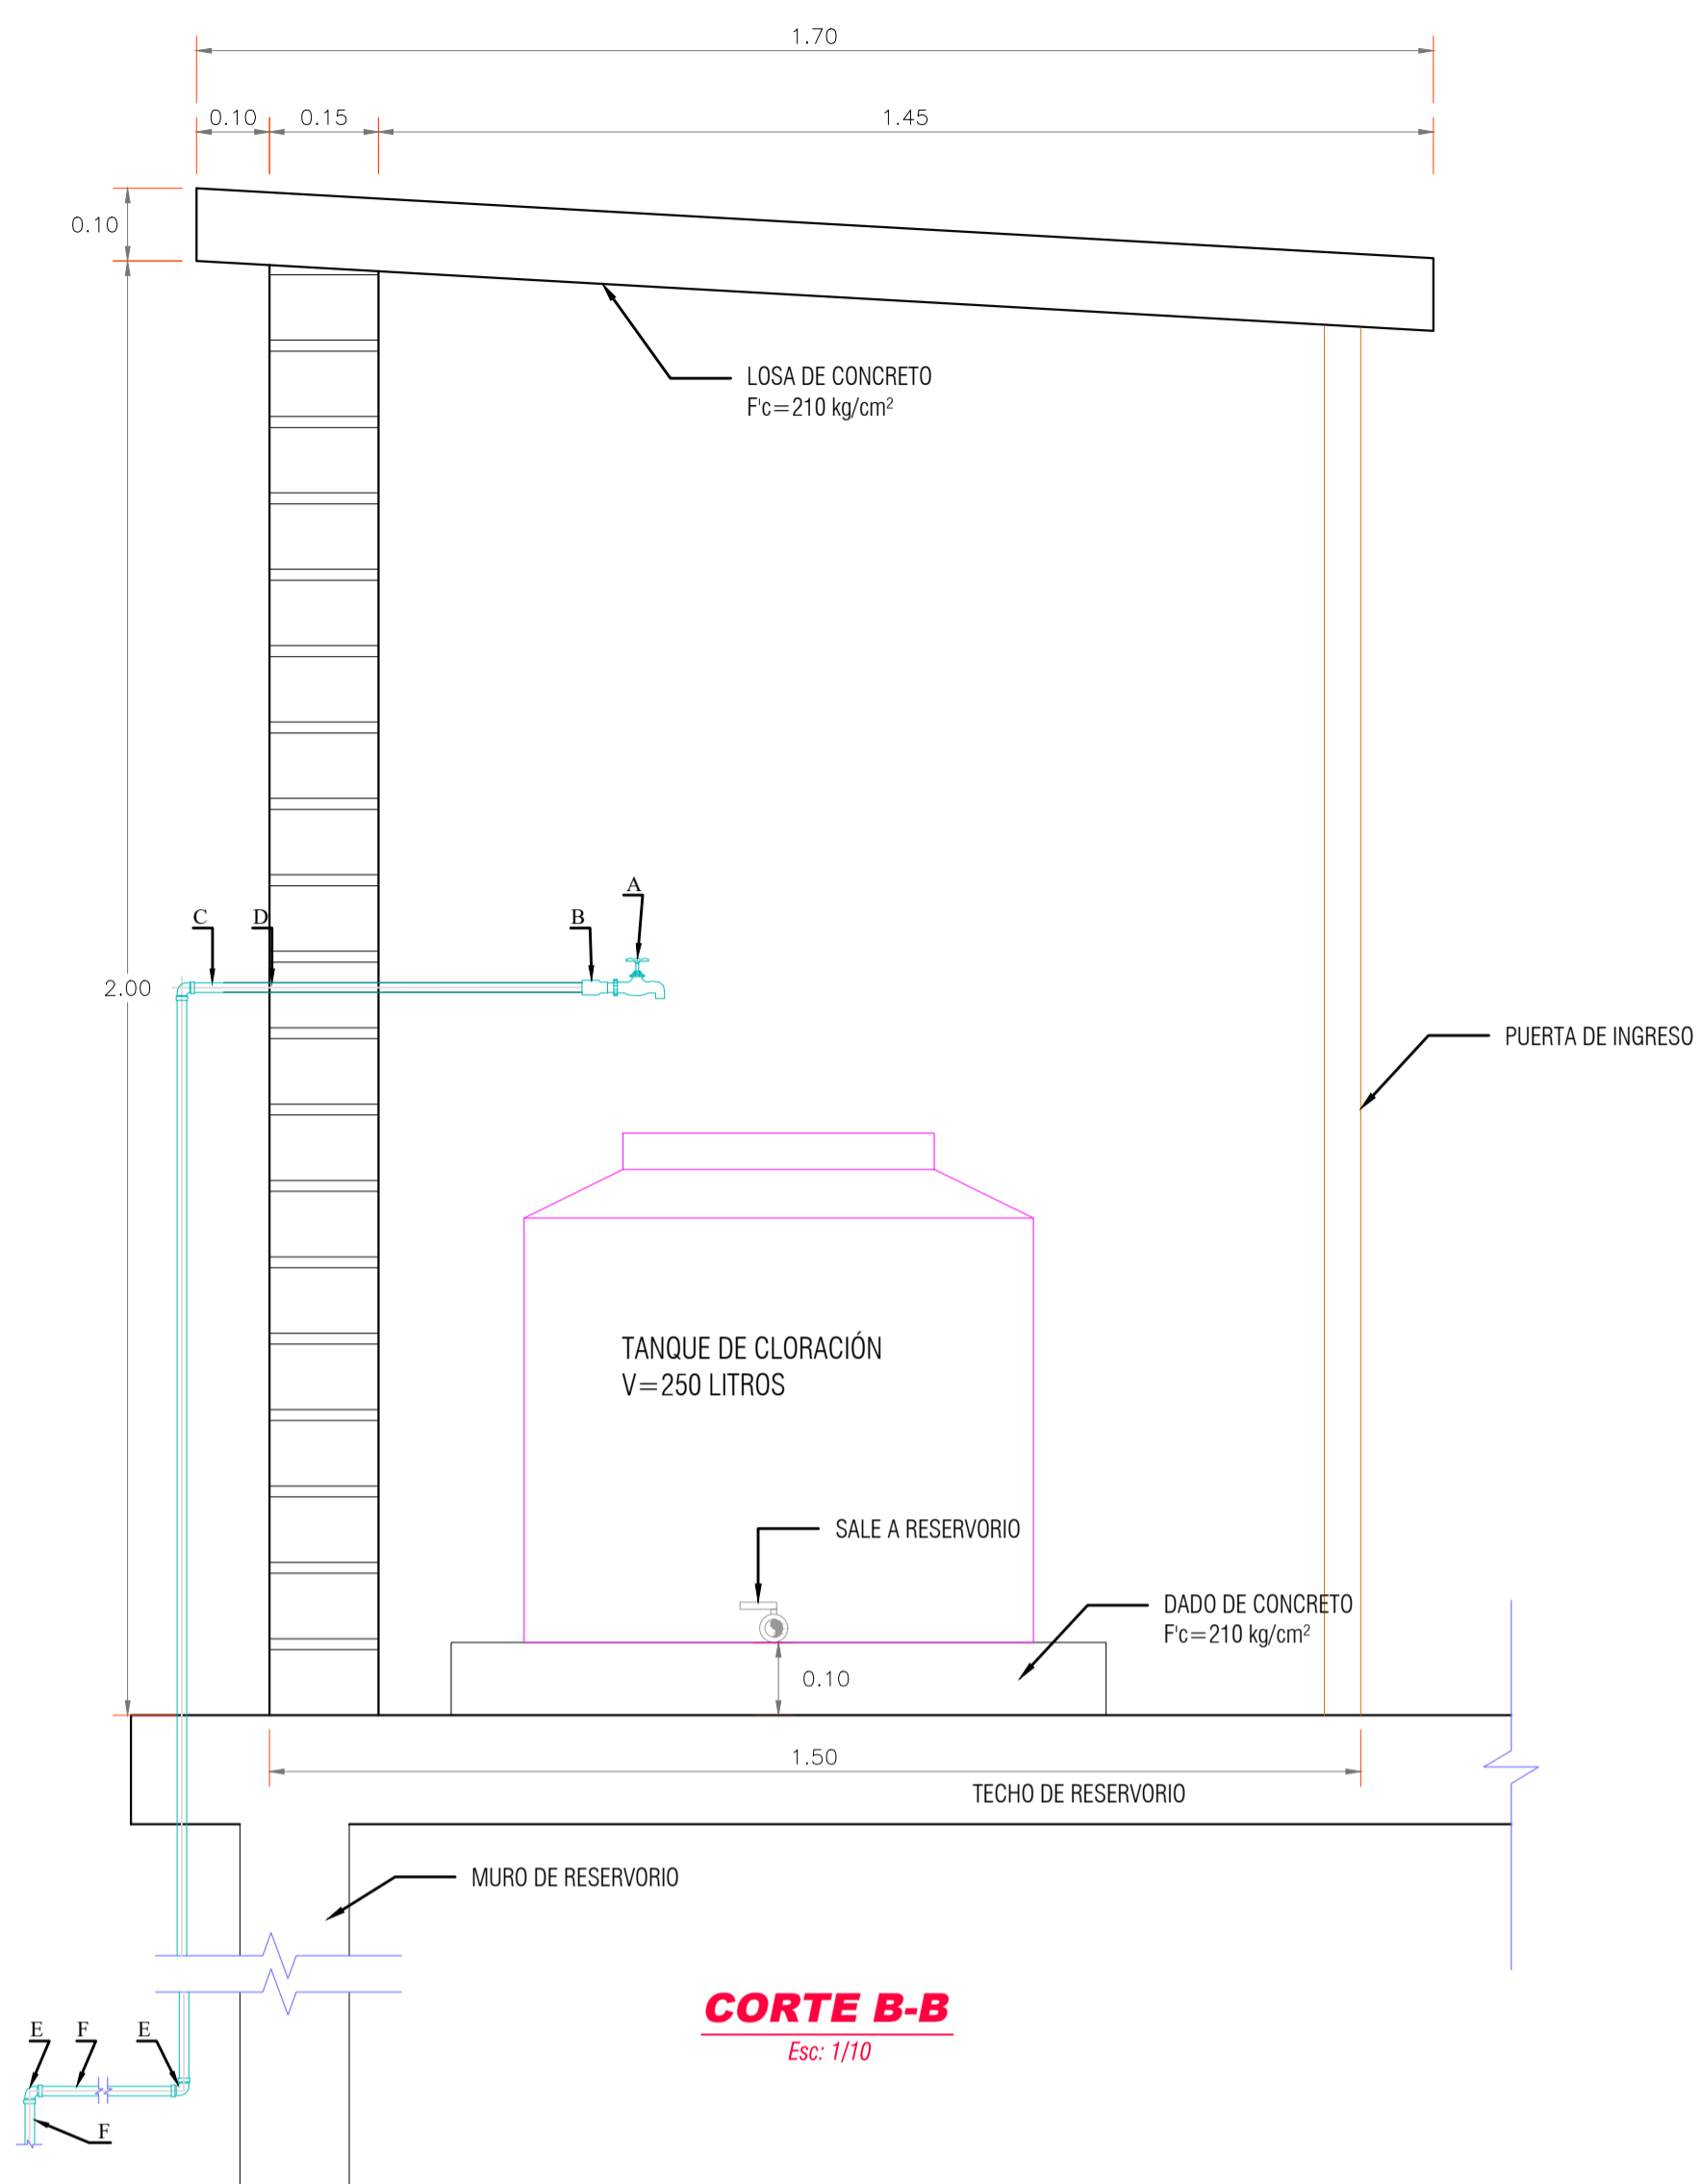 1.70
0.10
0.15
1.45
0.10
LOSA DE CONCRETO
F'c=210 kg/cm²
A
C
D
B
2.00
PUERTA DE INGRESO
TANQUE DE CLORACIÓN
V=250 LITROS
SALE A RESERVORIO
DADO DE CONCRETO
F'c=210 kg/cm²
0.10
1.50
TECHO DE RESERVORIO
MURO DE RESERVORIO
CORTE B-B
Esc: 1/10
E
F
E
F